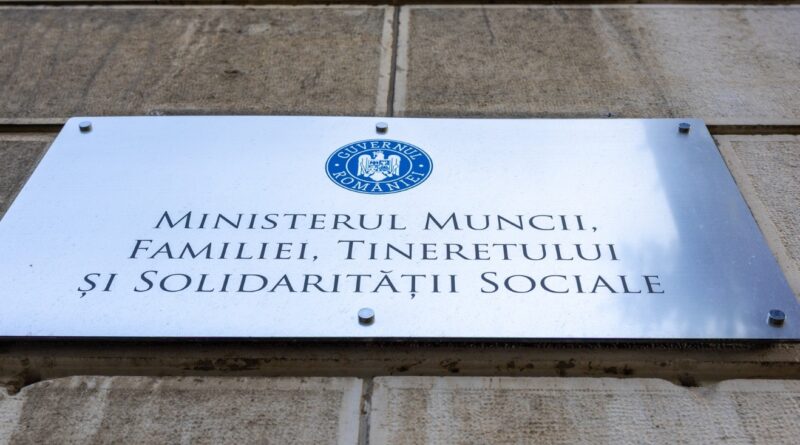 GUVERNUL
ROMÂNIEI
MINISTERUL MUNCII,
FAMILIEI, TINERETULUI
ȘI SOLIDARITĂȚII SOCIALE